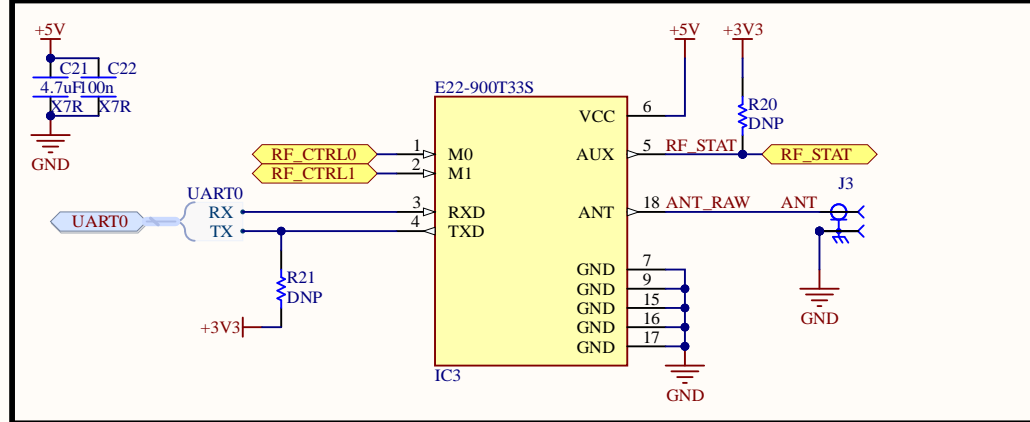 +5V
C21
C22
4.7uF
100n
X7R
X7R
GND
E22-900T33S
+5V
+3V3
VCC
6
R20
DNP
RF_CTRL0
1
M0
AUX
5
RF_STAT
RF_STAT
RF_CTRL1
2
M1
UART0
J3
UART0
RX
3
RXD
ANT
18
ANT_RAW
ANT
TX
4
TXD
R21
DNP
GND
7
GND
9
GND
15
GND
16
GND
17
GND
+3V3
IC3
GND